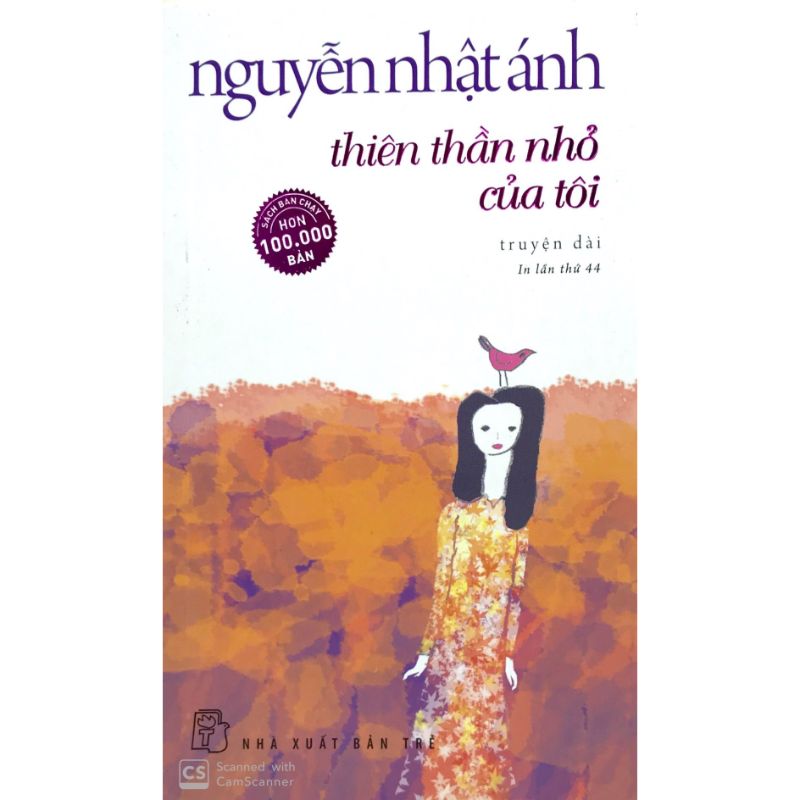 nguyễn nhật ánh
thiên thần nhỏ
của tôi
SÁCH BÁN CHẠY
HƠN
100.000
BẢN
truyện dài
In lần thứ 44
NHÀ XUẤT BẢN TRẺ
CS Scanned with
CamScanner